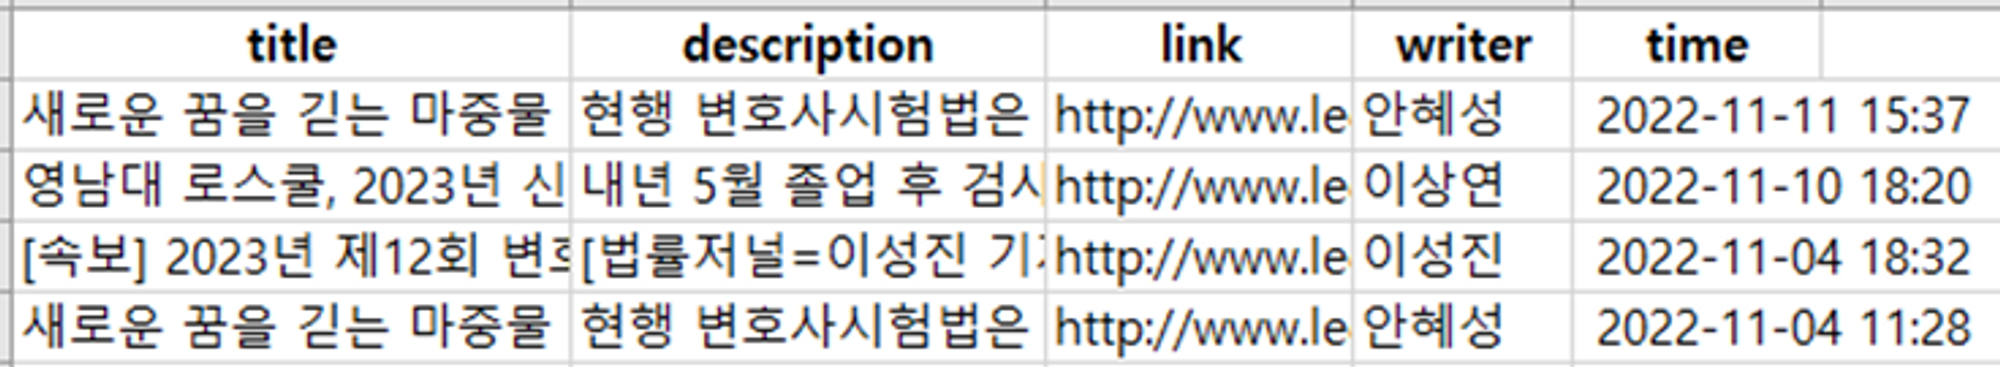 title description link writer time
새로운 꿈을 긷는 마중물 현행 변호사시험법은 http://www.le 안혜성 2022-11-11 15:37
영남대 로스쿨, 2023년 신 내년 5월 졸업 후 검사 http://www.le 이상연 2022-11-10 18:20
[속보] 2023년 제12회 [법률저널=이성진 http://www.le 이성진 2022-11-04 18:32
새로운 꿈을 긷는 마중물 현행 변호사시험법은 http://www.le 안혜성 2022-11-04 11:28